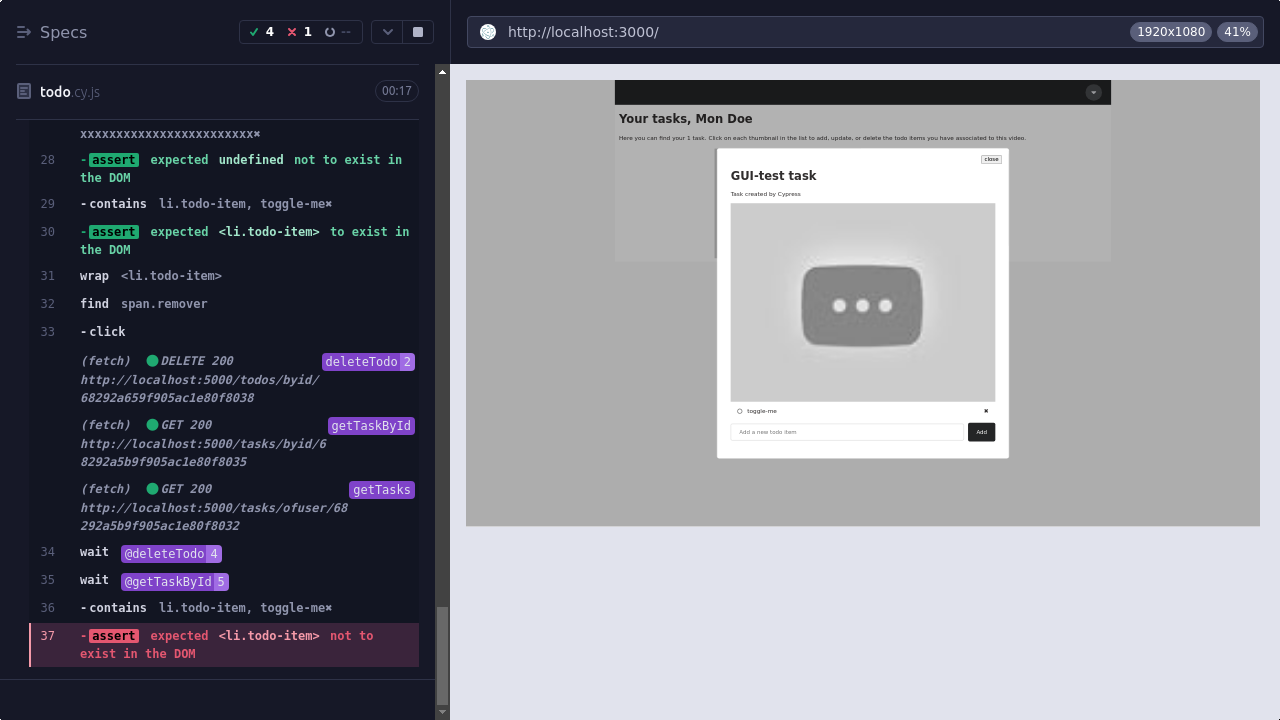 Specs
4
1
--
http://localhost:3000/
1920x1080
41%
todo.cy.js
00:17
xxxxxxxxxxxxxxxxxxxxxxxx✖
28 -assert expected undefined not to exist in
the DOM
29 -contains li.todo-item, toggle-me✖
30 -assert expected <li.todo-item> to exist in
the DOM
31 wrap <li.todo-item>
32 find span.remover
33 -click
(fetch) DELETE 200 deleteTodo 2
http://localhost:5000/todos/byid/
68292a659f905ac1e80f8038
(fetch) GET 200 getTaskById
http://localhost:5000/tasks/byid/6
8292a5b9f905ac1e80f8035
(fetch) GET 200 getTasks
http://localhost:5000/tasks/ofuser/68
292a5b9f905ac1e80f8032
34 wait @deleteTodo 4
35 wait @getTaskById 5
36 -contains li.todo-item, toggle-me✖
37 -assert expected <li.todo-item> not to
exist in the DOM
Your tasks, Mon Doe
Here you can find your 1 task. Click on each thumbnail in the list to add, update, or delete the todo items you have associated to this video.
close
GUI-test task
Task created by Cypress
toggle-me ✖
Add a new todo item
Add